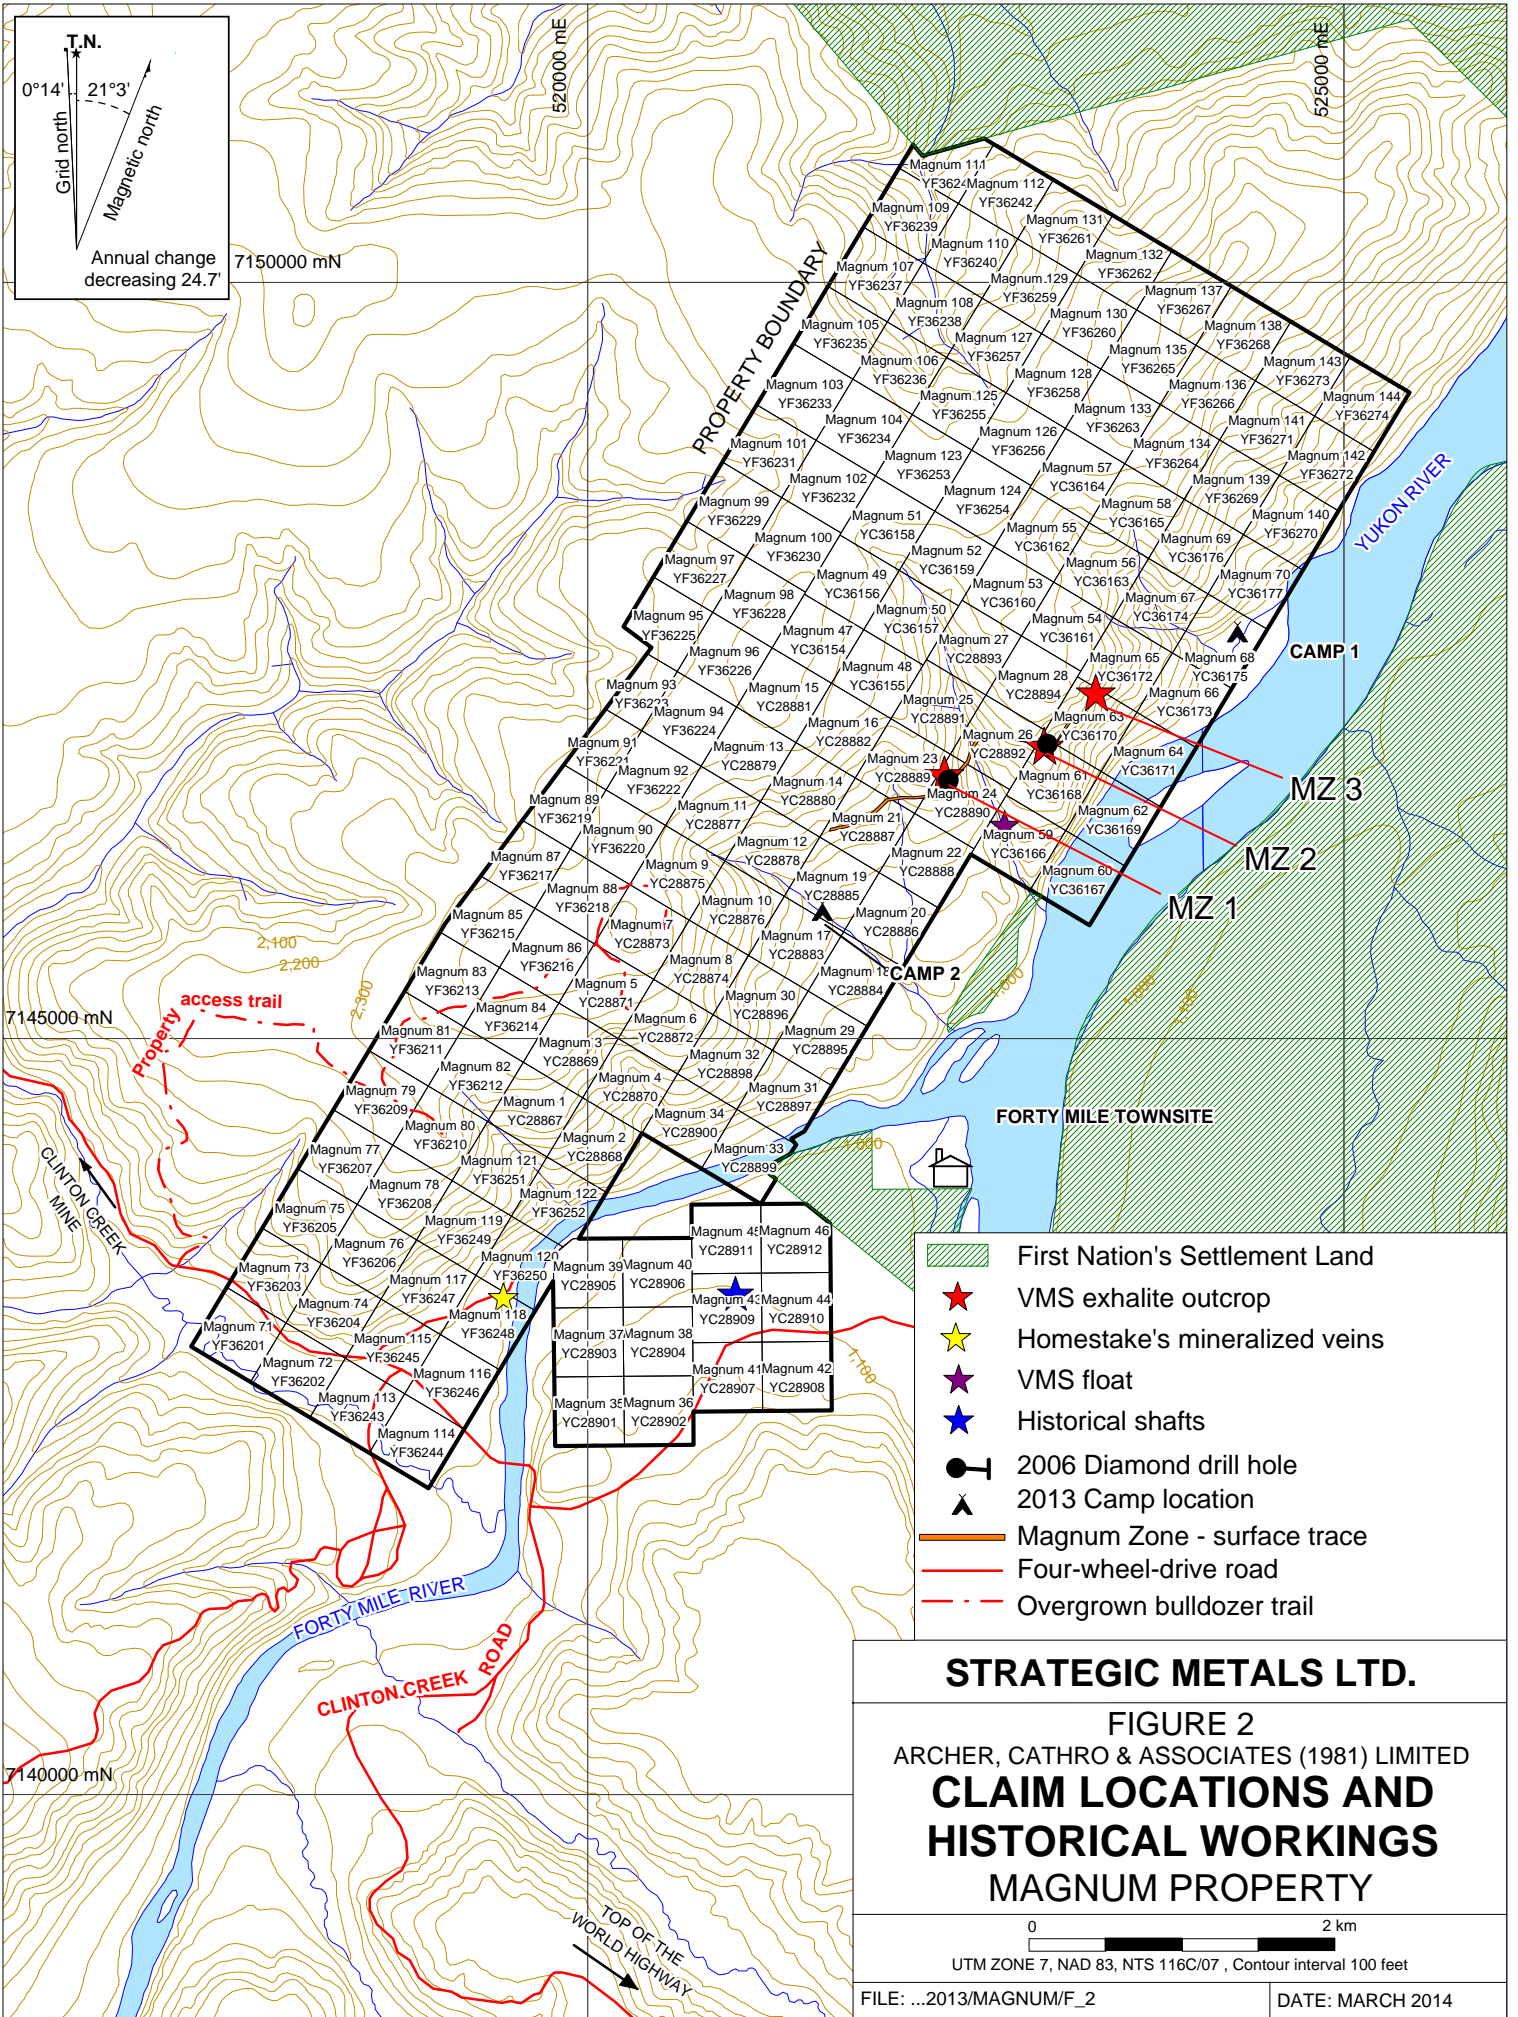 T.N.
0°14'
21°3'
Grid north
Magnetic north
Annual change
decreasing 24.7'
520000 mE
525000 mE
7150000 mN
7145000 mN
7140000 mN
PROPERTY BOUNDARY
Magnum 111
YF3624
Magnum 112
YF36242
Magnum 109
YF36239
Magnum 131
YF36261
Magnum 110
YF36240
Magnum 132
YF36262
Magnum 107
YF36237
Magnum 129
YF36259
Magnum 137
YF36267
Magnum 108
YF36238
Magnum 130
YF36260
Magnum 138
YF36268
Magnum 105
YF36235
Magnum 127
YF36257
Magnum 135
YF36265
Magnum 143
YF36273
Magnum 106
YF36236
Magnum 128
YF36258
Magnum 136
YF36266
Magnum 144
YF36274
Magnum 103
YF36233
Magnum 125
YF36255
Magnum 133
YF36263
Magnum 141
YF36271
Magnum 104
YF36234
Magnum 126
YF36256
Magnum 134
YF36264
Magnum 142
YF36272
Magnum 101
YF36231
Magnum 123
YF36253
Magnum 57
YC36164
Magnum 139
YF36269
Magnum 102
YF36232
Magnum 124
YF36254
Magnum 58
YC36165
Magnum 140
YF36270
Magnum 99
YF36229
Magnum 51
YC36158
Magnum 55
YC36162
Magnum 69
YC36176
Magnum 100
YF36230
Magnum 52
YC36159
Magnum 56
YC36163
Magnum 70
YC36177
Magnum 97
YF36227
Magnum 49
YC36156
Magnum 53
YC36160
Magnum 67
YC36174
Magnum 98
YF36228
Magnum 50
YC36157
Magnum 54
YC36161
Magnum 68
YC36175
Magnum 95
YF36225
Magnum 47
YC36154
Magnum 27
YC28893
Magnum 65
YC36172
Magnum 96
YF36226
Magnum 48
YC36155
Magnum 28
YC28894
Magnum 66
YC36173
Magnum 93
YF36223
Magnum 15
YC28881
Magnum 25
YC28891
Magnum 63
YC36170
Magnum 94
YF36224
Magnum 16
YC28882
Magnum 26
YC28892
Magnum 64
YC36171
Magnum 91
YF36221
Magnum 13
YC28879
Magnum 23
YC28889
Magnum 61
YC36168
Magnum 92
YF36222
Magnum 14
YC28880
Magnum 24
YC28890
Magnum 62
YC36169
Magnum 89
YF36219
Magnum 11
YC28877
Magnum 21
YC28887
Magnum 59
YC36166
Magnum 90
YF36220
Magnum 12
YC28878
Magnum 22
YC28888
Magnum 60
YC36167
Magnum 87
YF36217
Magnum 9
YC28875
Magnum 19
YC28885
Magnum 88
YF36218
Magnum 10
YC28876
Magnum 20
YC28886
Magnum 85
YF36215
Magnum 7
YC28873
Magnum 17
YC28883
Magnum 86
YF36216
Magnum 8
YC28874
Magnum 18
YC28884
Magnum 83
YF36213
Magnum 5
YC28871
Magnum 30
YC28896
Magnum 84
YF36214
Magnum 6
YC28872
Magnum 29
YC28895
Magnum 81
YF36211
Magnum 3
YC28869
Magnum 32
YC28898
Magnum 82
YF36212
Magnum 4
YC28870
Magnum 31
YC28897
Magnum 79
YF36209
Magnum 1
YC28867
Magnum 34
YC28900
Magnum 80
YF36210
Magnum 2
YC28868
Magnum 33
YC28899
Magnum 77
YF36207
Magnum 121
YF36251
Magnum 78
YF36208
Magnum 122
YF36252
Magnum 75
YF36205
Magnum 119
YF36249
Magnum 76
YF36206
Magnum 120
YF36250
Magnum 73
YF36203
Magnum 117
YF36247
Magnum 74
YF36204
Magnum 118
YF36248
Magnum 71
YF36201
Magnum 115
YF36245
Magnum 72
YF36202
Magnum 116
YF36246
Magnum 113
YF36243
Magnum 114
YF36244
Magnum 45
YC28911
Magnum 46
YC28912
Magnum 39
YC28905
Magnum 40
YC28906
Magnum 43
YC28909
Magnum 44
YC28910
Magnum 37
YC28903
Magnum 38
YC28904
Magnum 41
YC28907
Magnum 42
YC28908
Magnum 35
YC28901
Magnum 36
YC28902
YUKON RIVER
CAMP 1
MZ 3
MZ 2
MZ 1
CAMP 2
FORTY MILE TOWNSITE
2,100
2,200
2,300
1,000
1,000
1,100
1,000
1,100
Property
access trail
CLINTON CREEK
MINE
FORTY MILE RIVER
CLINTON CREEK
ROAD
TOP OF THE
WORLD HIGHWAY
First Nation's Settlement Land
VMS exhalite outcrop
Homestake's mineralized veins
VMS float
Historical shafts
2006 Diamond drill hole
2013 Camp location
Magnum Zone - surface trace
Four-wheel-drive road
Overgrown bulldozer trail
STRATEGIC METALS LTD.
FIGURE 2
ARCHER, CATHRO & ASSOCIATES (1981) LIMITED
CLAIM LOCATIONS AND
HISTORICAL WORKINGS
MAGNUM PROPERTY
0 2 km
UTM ZONE 7, NAD 83, NTS 116C/07 , Contour interval 100 feet
FILE: ...2013/MAGNUM/F_2
DATE: MARCH 2014